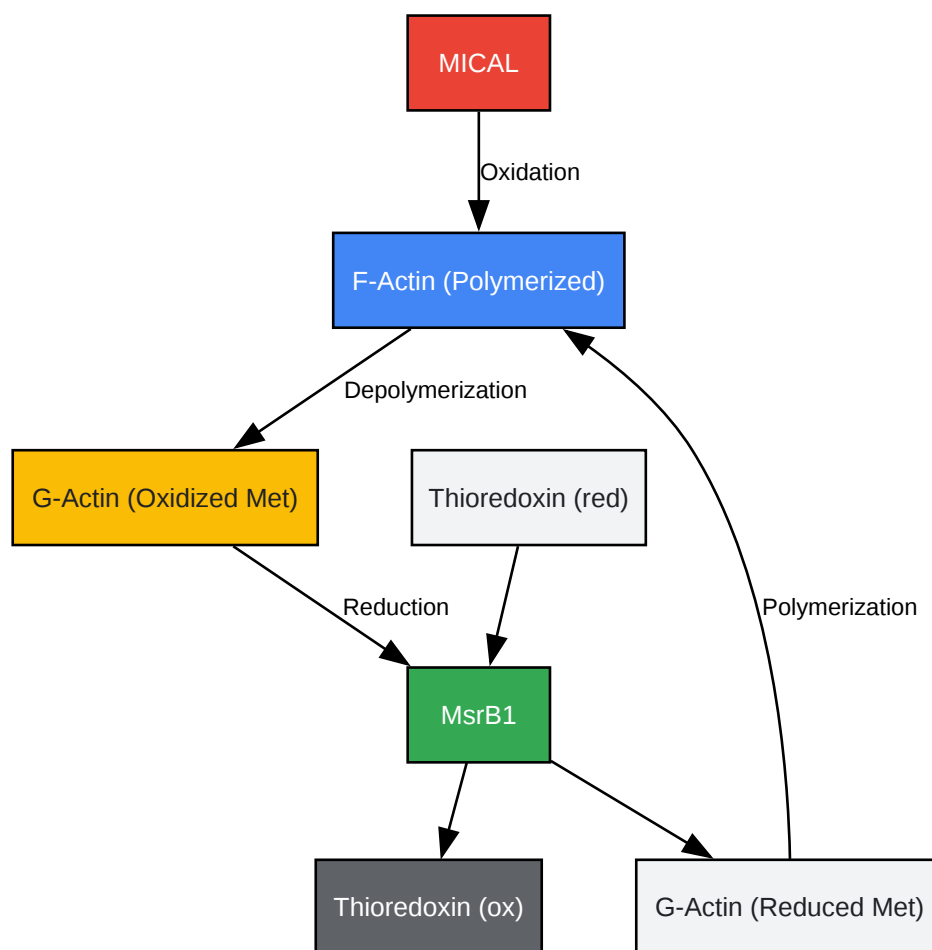 MICAL
Oxidation
F-Actin (Polymerized)
Depolymerization
G-Actin (Oxidized Met)
Thioredoxin (red)
Reduction
Polymerization
MsrB1
Thioredoxin (ox)
G-Actin (Reduced Met)